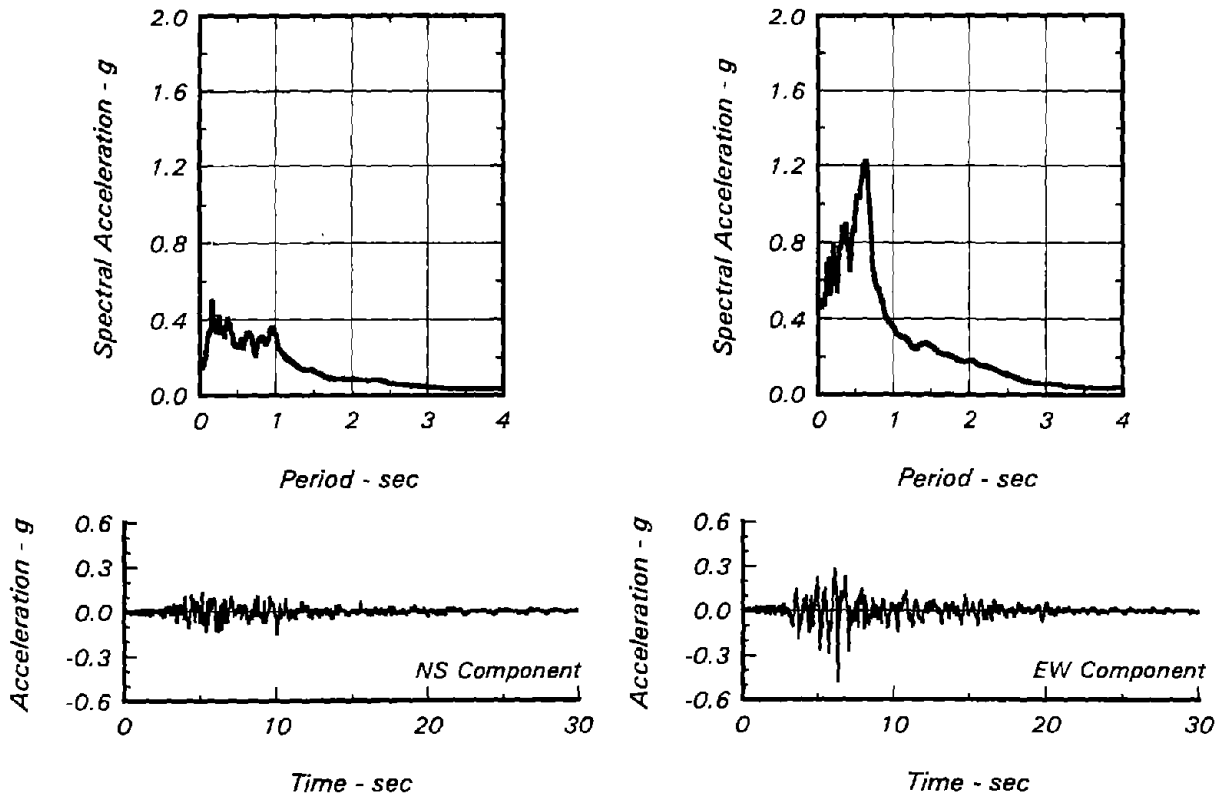 2.0
1.6
1.2
0.8
0.4
0.0
Spectral Acceleration - g
0 1 2 3 4
Period - sec
2.0
1.6
1.2
0.8
0.4
0.0
Spectral Acceleration - g
0 1 2 3 4
Period - sec
0.6
0.3
0.0
-0.3
-0.6
Acceleration - g
NS Component
0 10 20 30
Time - sec
0.6
0.3
0.0
-0.3
-0.6
Acceleration - g
EW Component
0 10 20 30
Time - sec